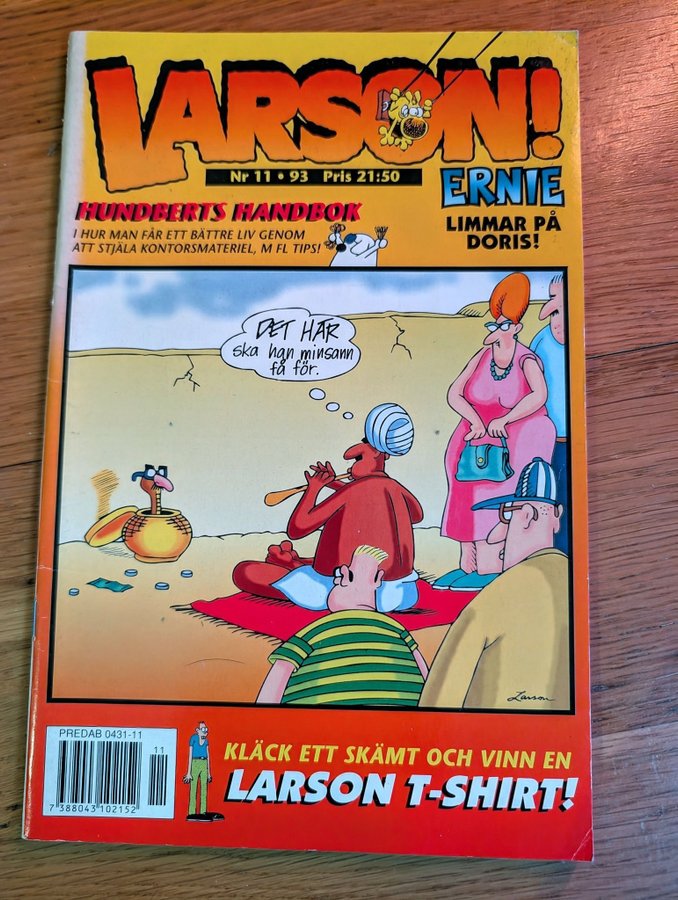 LARSON!
Nr 11 • 93 Pris 21:50
ERNIE
LIMMAR PÅ
DORIS!
HUNDBERTS HANDBOK
I HUR MAN FÅR ETT BÄTTRE LIV GENOM
ATT STJÄLA KONTORSMATERIEL, M FL TIPS!
DET HÄR
ska han minsann
få för.
Larson
PREDAB 0431-11
11
7 388043 102152
KLÄCK ETT SKÄMT OCH VINN EN
LARSON T-SHIRT!